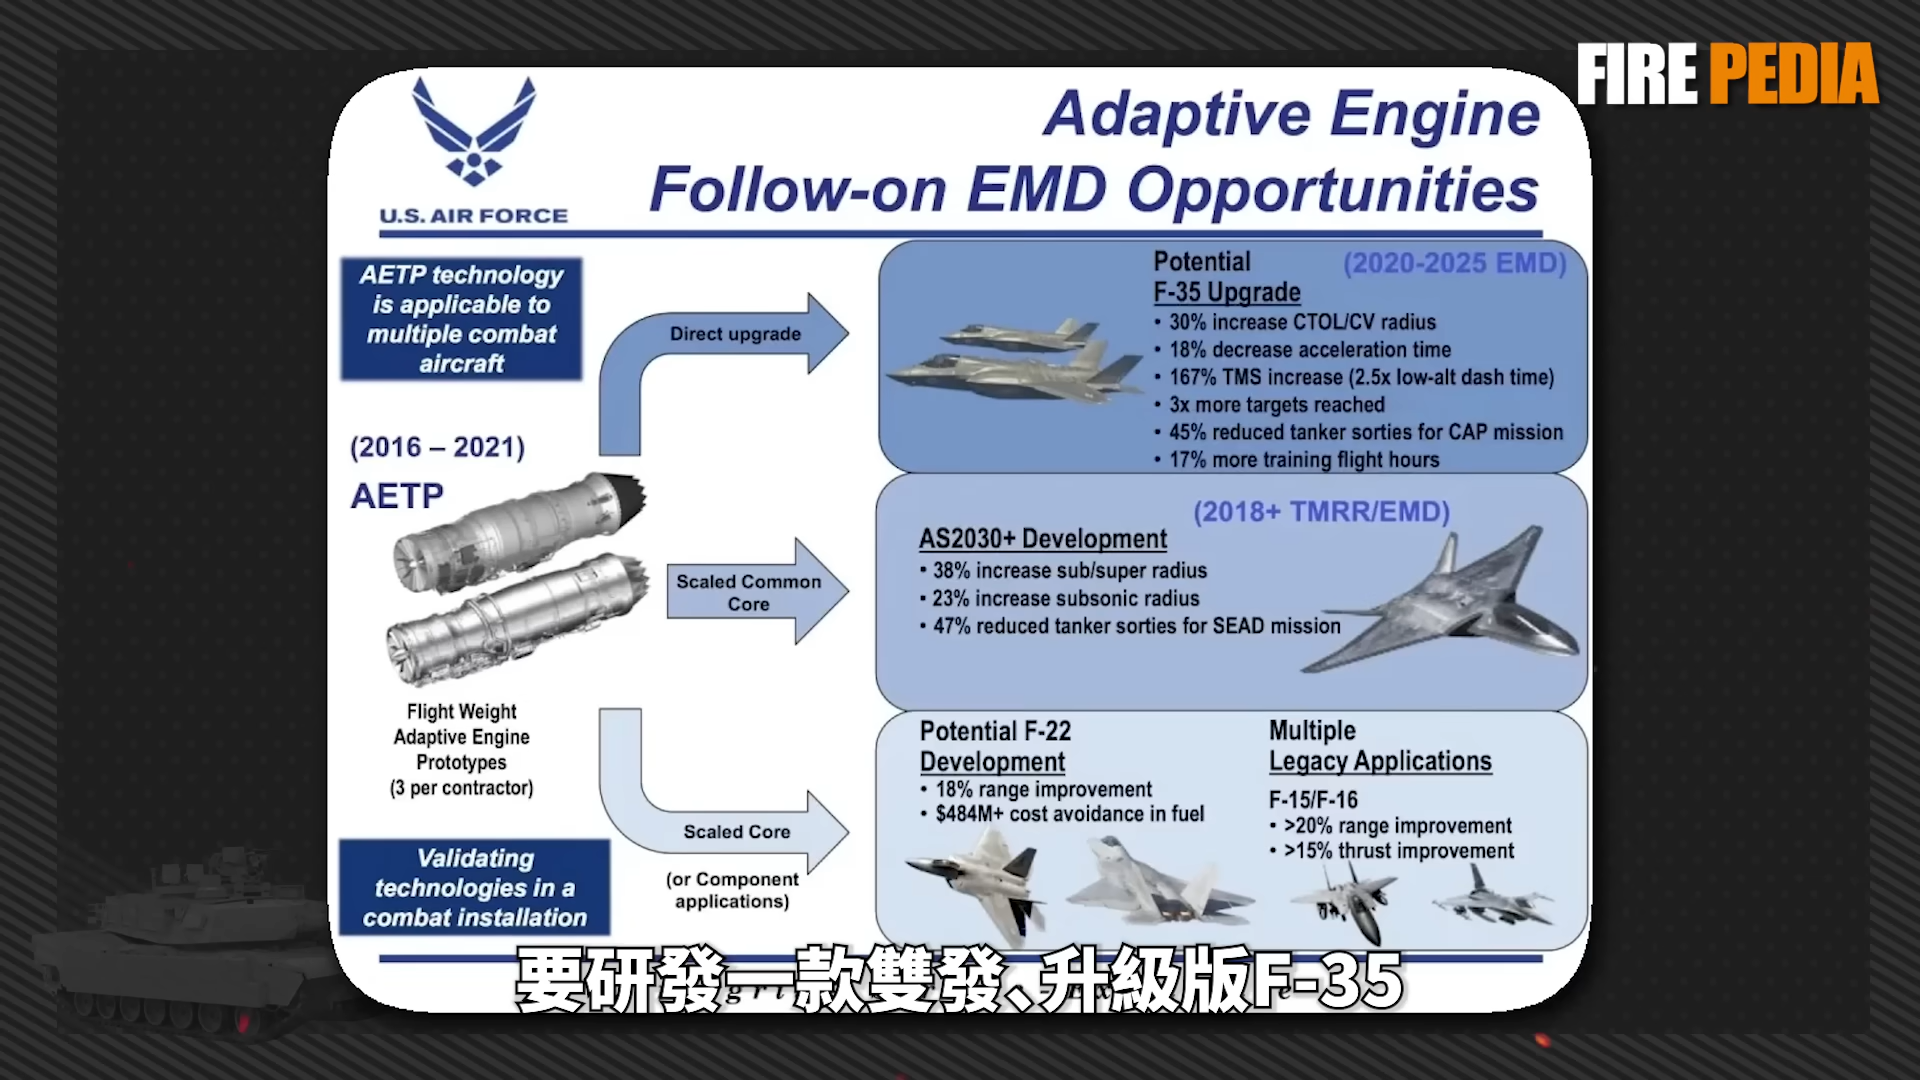 FIRE PEDIA
Adaptive Engine
Follow-on EMD Opportunities
U.S. AIR FORCE
AETP technology
is applicable to
multiple combat
aircraft
(2016 – 2021)
AETP
Flight Weight
Adaptive Engine
Prototypes
(3 per contractor)
Validating
technologies in a
combat installation
Direct upgrade
Scaled Common
Core
Scaled Core
(or Component
applications)
Potential
F-35 Upgrade
(2020-2025 EMD)
• 30% increase CTOL/CV radius
• 18% decrease acceleration time
• 167% TMS increase (2.5x low-alt dash time)
• 3x more targets reached
• 45% reduced tanker sorties for CAP mission
• 17% more training flight hours
(2018+ TMRR/EMD)
AS2030+ Development
• 38% increase sub/super radius
• 23% increase subsonic radius
• 47% reduced tanker sorties for SEAD mission
Potential F-22
Development
• 18% range improvement
• $484M+ cost avoidance in fuel
Multiple
Legacy Applications
F-15/F-16
• >20% range improvement
• >15% thrust improvement
要研發一款雙發、升級版F-35